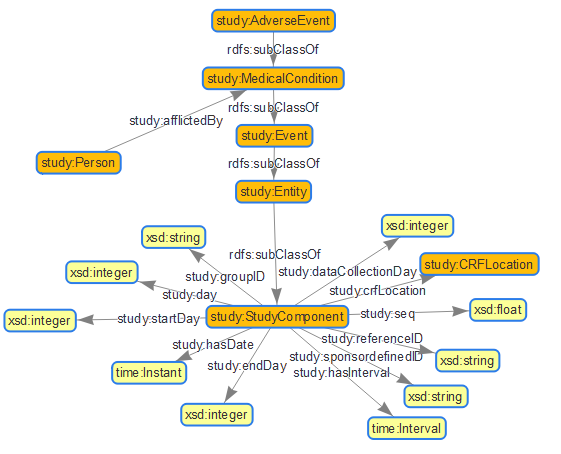 study:AdverseEvent
rdfs:subClassOf
study:MedicalCondition
rdfs:subClassOf
study:afflictedBy
study:Event
study:Person
rdfs:subClassOf
study:Entity
xsd:string
xsd:integer
rdfs:subClassOf
xsd:integer
study:groupID
study:dataCollectionDay
study:CRFLocation
study:day
study:crfLocation
xsd:integer
study:startDay
study:StudyComponent
study:seq
xsd:float
study:hasDate
study:referenceID
study:sponsordefinedID
xsd:string
time:Instant
study:endDay
study:hasInterval
xsd:string
xsd:integer
time:Interval